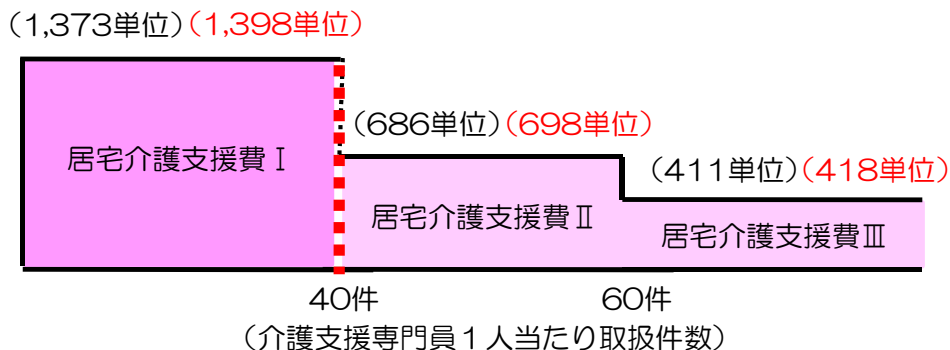 (1,373単位)(1,398単位)
(686単位)(698単位)
居宅介護支援費Ⅰ
(411単位)(418単位)
居宅介護支援費Ⅱ
居宅介護支援費Ⅲ
40件 60件
(介護支援専門員1人当たり取扱件数)